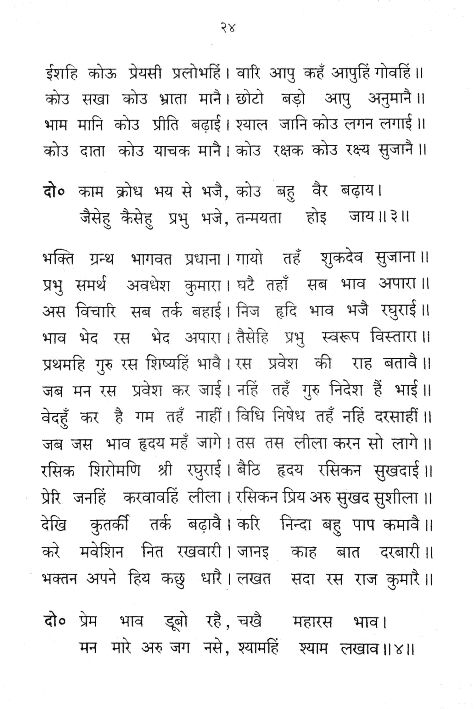 २४
ईशहि कोऊ प्रेयसी प्रलोभहिं। वारि आपु कहँ आपुहिं गोवहिं॥
कोउ सखा कोउ भ्राता मानै। छोटो बड़ो आपु अनुमानै॥
भाम मानि कोउ प्रीति बढ़ाई। श्याल जानि कोउ लगन लगाई॥
कोउ दाता कोउ याचक मानै। कोउ रक्षक कोउ रक्ष्य सुजानै॥
दो० काम क्रोध भय से भजै, कोउ बहु वैर बढ़ाय।
जैसेहु कैसेहु प्रभु भजे, तन्मयता होइ जाय॥३॥
भक्ति ग्रन्थ भागवत प्रधाना। गायो तहँ शुकदेव सुजाना॥
प्रभु समर्थ अवधेश कुमारा। घटै तहाँ सब भाव अपारा॥
अस विचारि सब तर्क बहाई। निज हृदि भाव भजै रघुराई॥
भाव भेद रस भेद अपारा। तैसेहि प्रभु स्वरूप विस्तारा॥
प्रथमहि गुरु रस शिष्यहिं भावै। रस प्रवेश की राह बतावै॥
जब मन रस प्रवेश कर जाई। नहिं तहँ गुरु निदेश हैं भाई॥
वेदहुँ कर है गम तहँ नाहीं। विधि निषेध तहँ नहिं दरसाहीं॥
जब जस भाव हृदय महँ जागे। तस तस लीला करन सो लागे॥
रसिक शिरोमणि श्री रघुराई। बैठि हृदय रसिकन सुखदाई॥
प्रेरि जनहिं करवावहिं लीला। रसिकन प्रिय अरु सुखद सुशीला॥
देखि कुतर्की तर्क बढ़ावै। करि निन्दा बहु पाप कमावै॥
करे मवेशिन नित रखवारी। जानइ काह बात दरबारी॥
भक्तन अपने हिय कछु धारै। लखत सदा रस राज कुमारै॥
दो० प्रेम भाव डूबो रहै, चखै महारस भाव।
मन मारे अरु जग नसे, श्यामहिं श्याम लखाव॥४॥